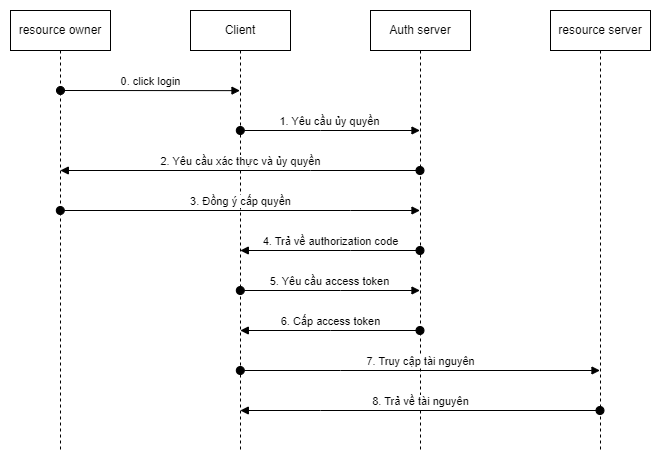 resource owner
Client
Auth server
resource server
0. click login
1. Yêu cầu ủy quyền
2. Yêu cầu xác thực và ủy quyền
3. Đồng ý cấp quyền
4. Trả về authorization code
5. Yêu cầu access token
6. Cấp access token
7. Truy cập tài nguyên
8. Trả về tài nguyên